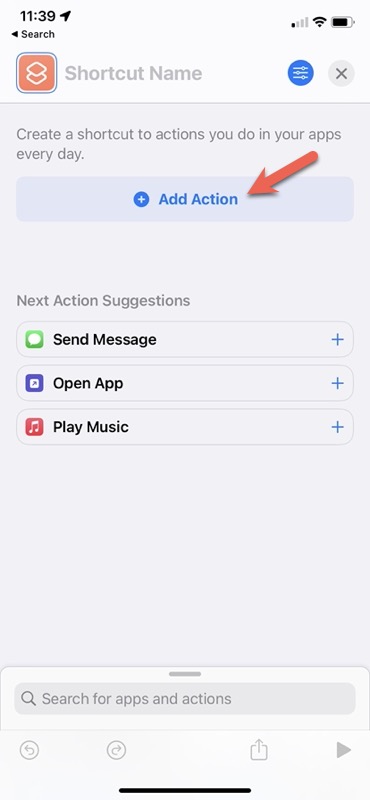 11:39
◀ Search
Shortcut Name
Create a shortcut to actions you do in your apps
every day.
Add Action
Next Action Suggestions
Send Message
Open App
Play Music
Search for apps and actions